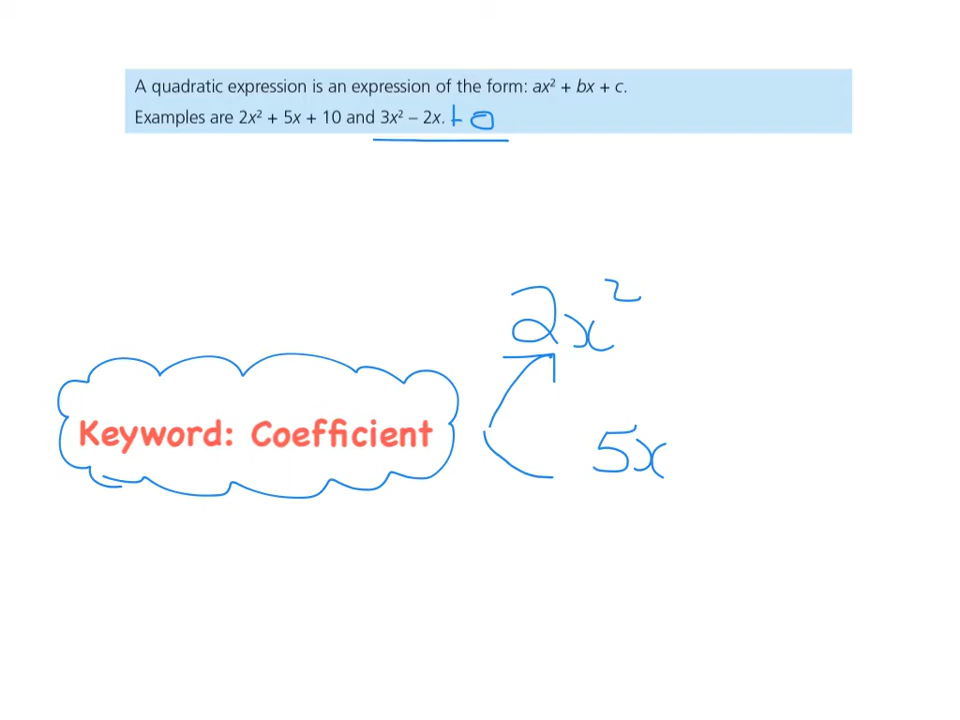 A quadratic expression is an expression of the form: ax² + bx + c.
Examples are 2x² + 5x + 10 and 3x² – 2x. + 0
2x²
Keyword: Coefficient
5x